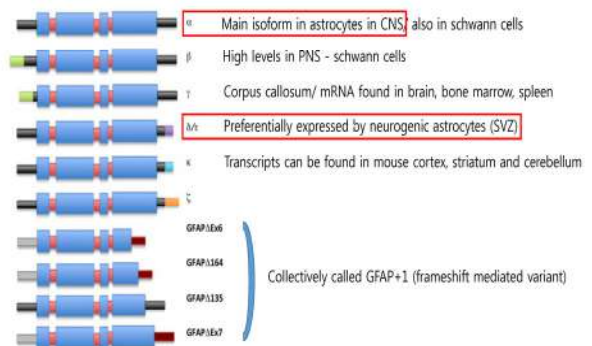 α Main isoform in astrocytes in CNS/ also in schwann cells
β High levels in PNS - schwann cells
γ Corpus callosum/ mRNA found in brain, bone marrow, spleen
δ/ε Preferentially expressed by neurogenic astrocytes (SVZ)
κ Transcripts can be found in mouse cortex, striatum and cerebellum
ζ
GFAPΔEx6
GFAPΔ164
Collectively called GFAP+1 (frameshift mediated variant)
GFAPΔ135
GFAPΔEx7